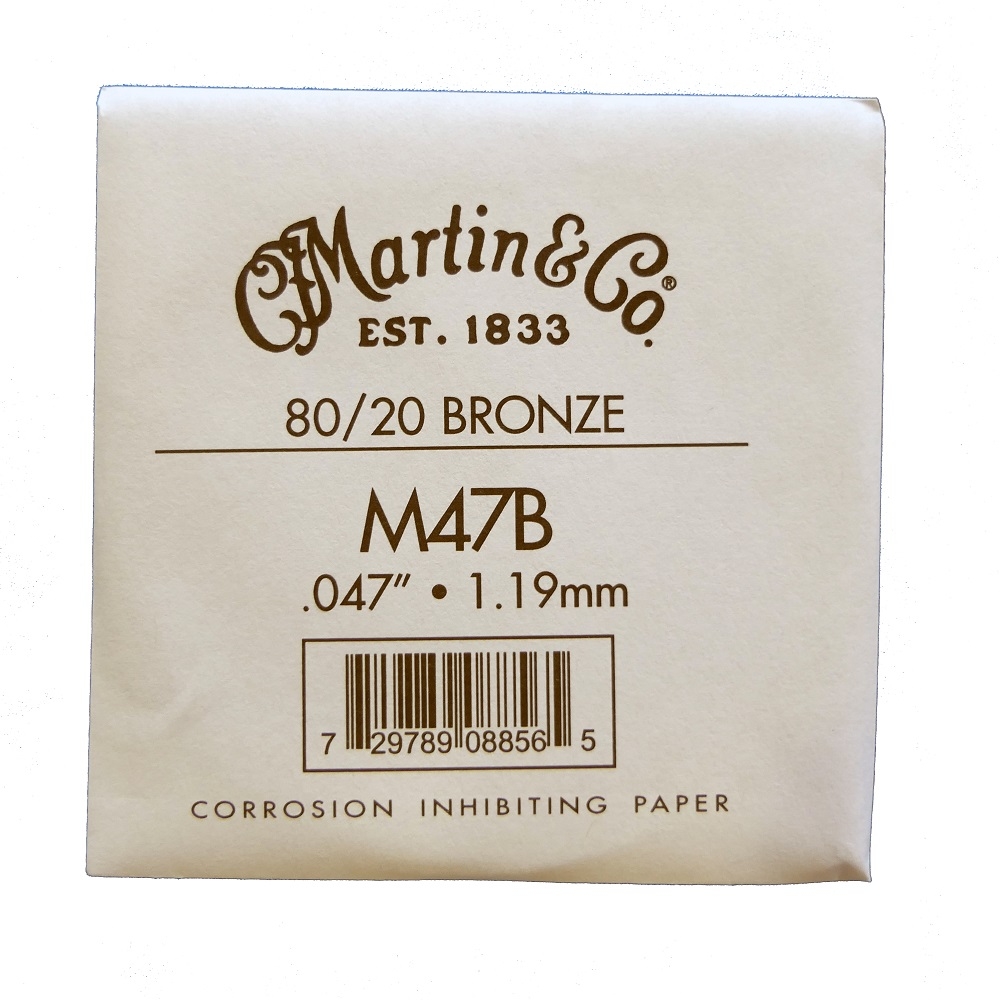 CFMartin & Co.®
EST. 1833
80/20 BRONZE
M47B
.047” • 1.19mm
7 29789 08856 5
CORROSION INHIBITING PAPER